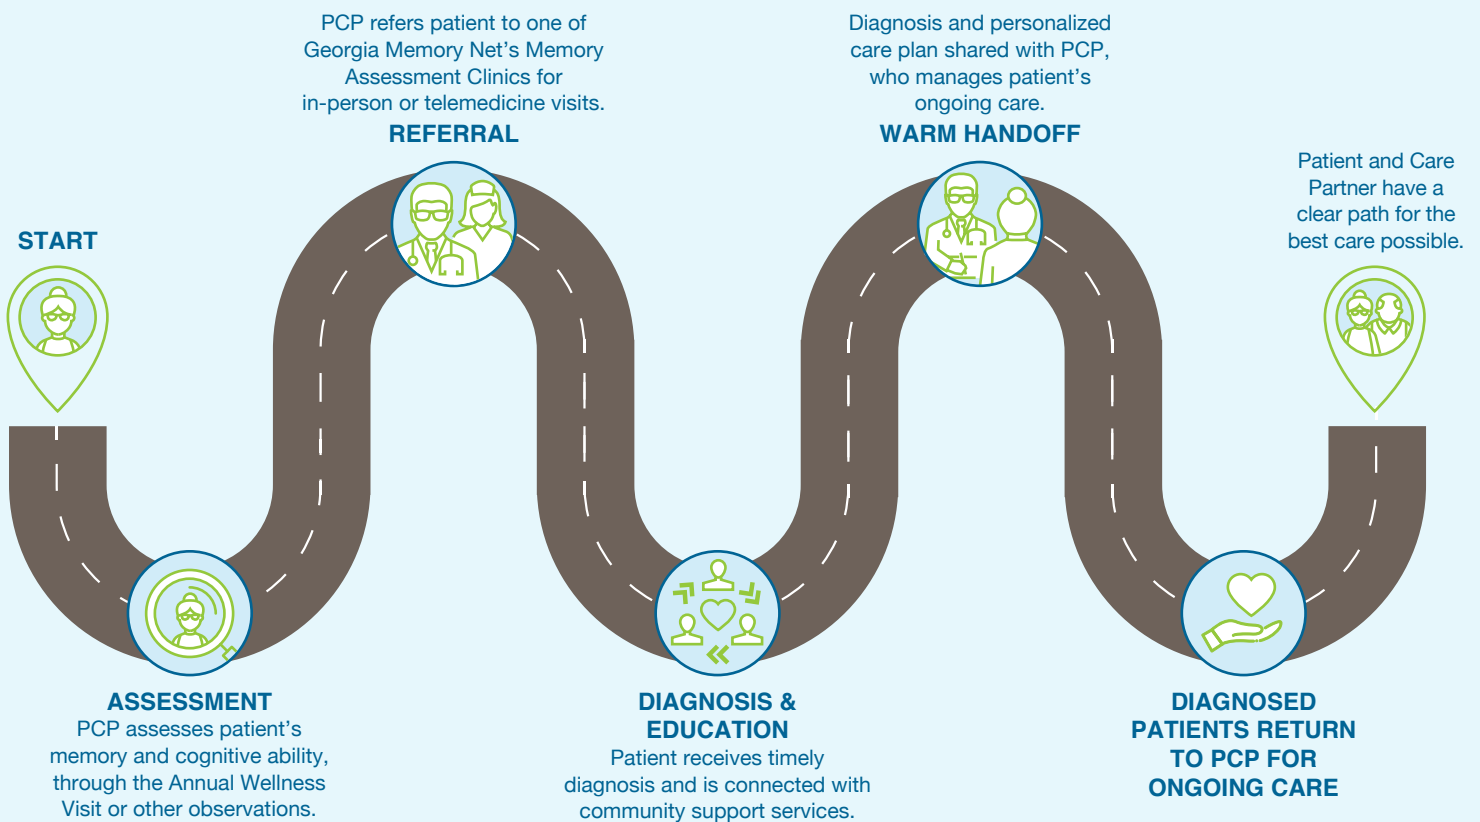 START
ASSESSMENT
PCP assesses patient’s
memory and cognitive ability,
through the Annual Wellness
Visit or other observations.
PCP refers patient to one of
Georgia Memory Net’s Memory
Assessment Clinics for
in-person or telemedicine visits.
REFERRAL
DIAGNOSIS &
EDUCATION
Patient receives timely
diagnosis and is connected with
community support services.
Diagnosis and personalized
care plan shared with PCP,
who manages patient’s
ongoing care.
WARM HANDOFF
DIAGNOSED
PATIENTS RETURN
TO PCP FOR
ONGOING CARE
Patient and Care
Partner have a
clear path for the
best care possible.